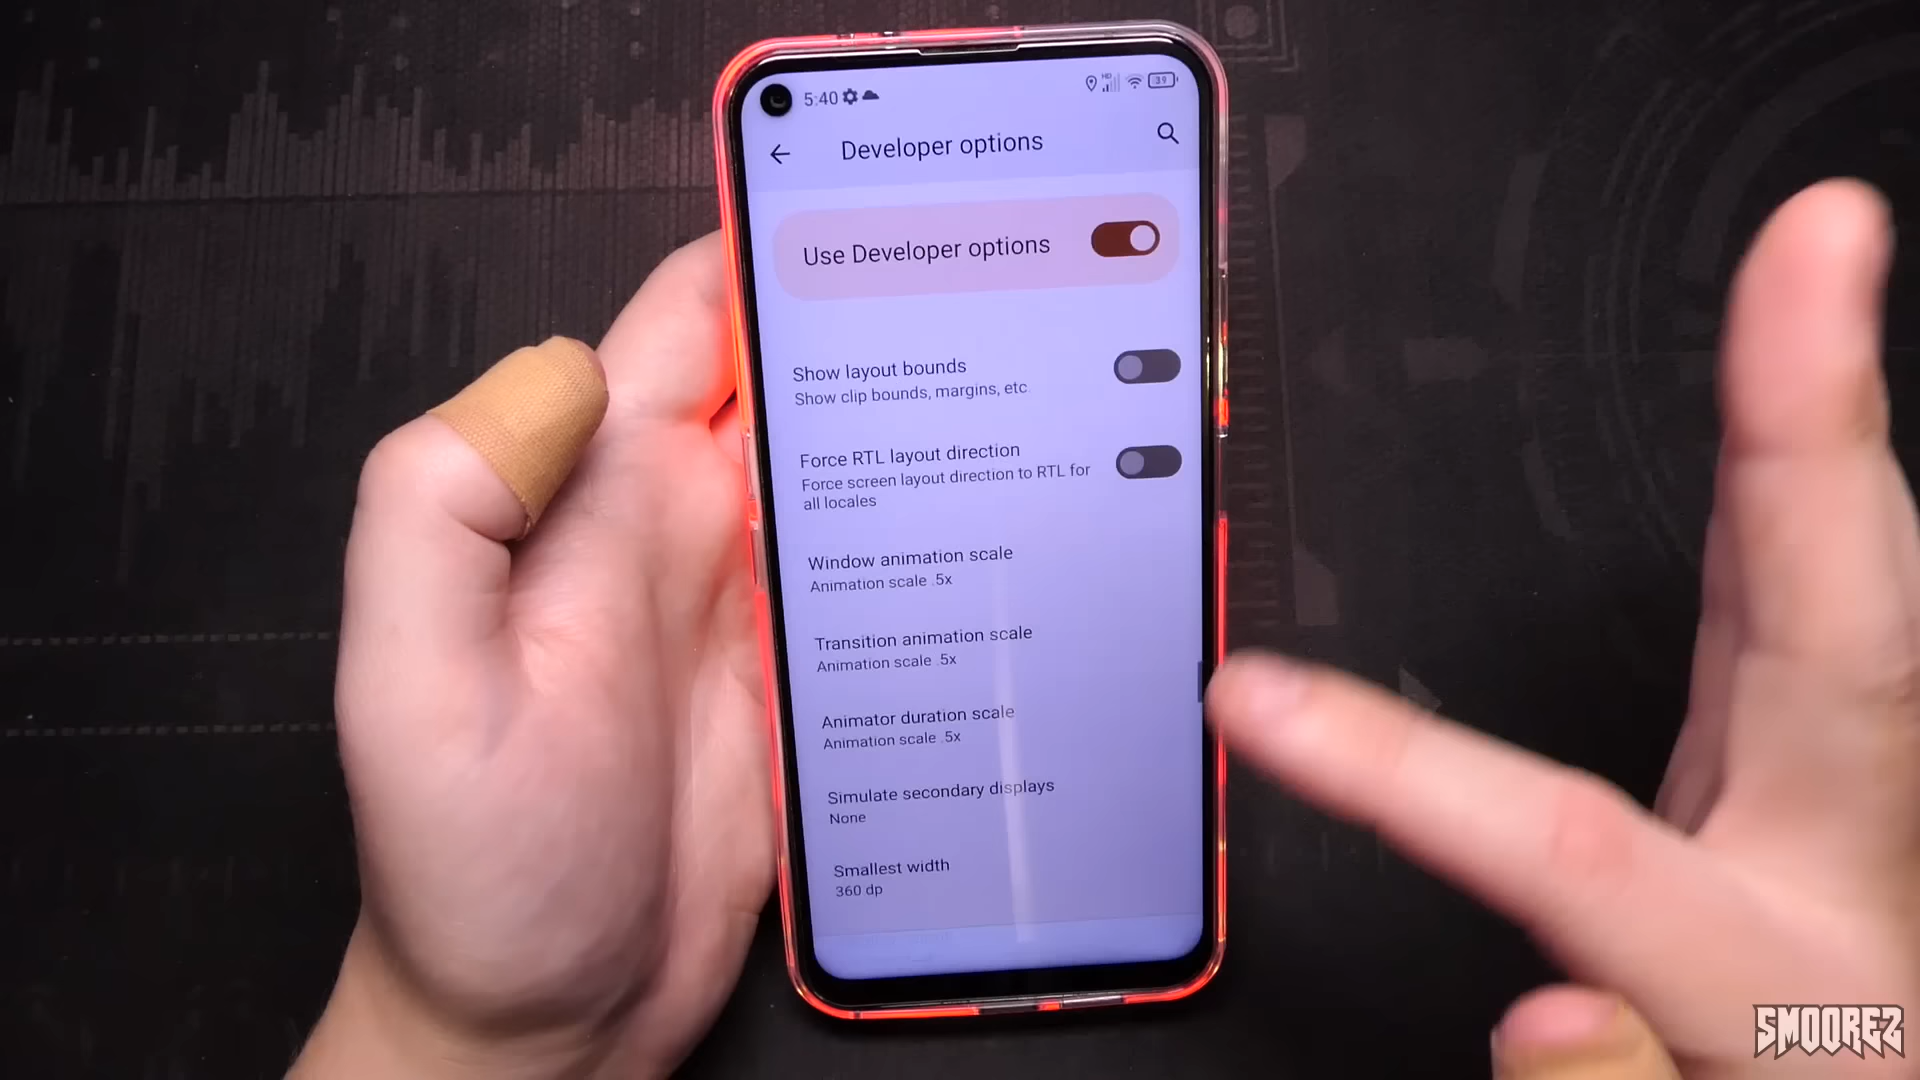 5:40
HD
39
Developer options
Use Developer options
Show layout bounds
Show clip bounds, margins, etc.
Force RTL layout direction
Force screen layout direction to RTL for
all locales
Window animation scale
Animation scale .5x
Transition animation scale
Animation scale .5x
Animator duration scale
Animation scale .5x
Simulate secondary displays
None
Smallest width
360 dp
SMOOREZ